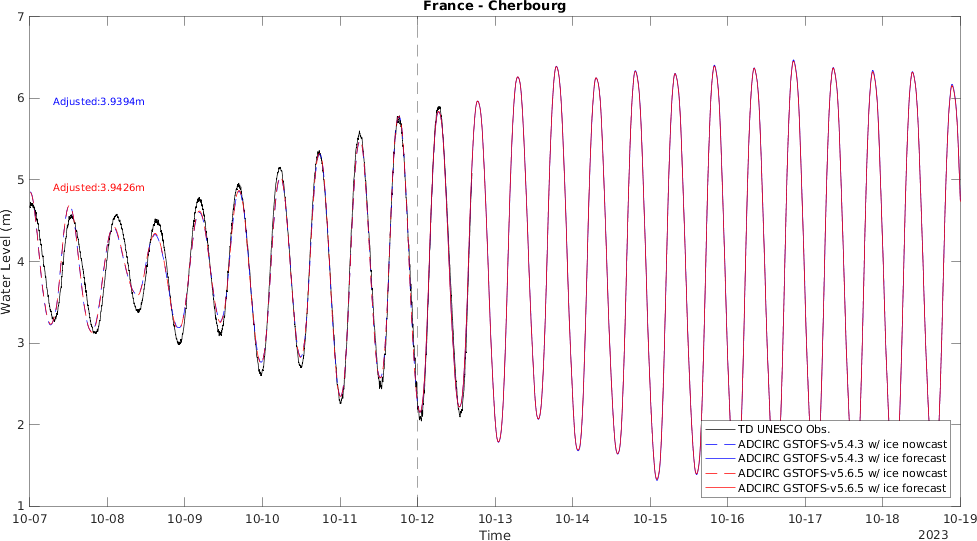 France - Cherbourg
7
6
5
4
3
2
1
Water Level (m)
Adjusted:3.9394m
Adjusted:3.9426m
TD UNESCO Obs.
ADCIRC GSTOFS-v5.4.3 w/ ice nowcast
ADCIRC GSTOFS-v5.4.3 w/ ice forecast
ADCIRC GSTOFS-v5.6.5 w/ ice nowcast
ADCIRC GSTOFS-v5.6.5 w/ ice forecast
10-07 10-08 10-09 10-10 10-11 10-12 10-13 10-14 10-15 10-16 10-17 10-18 10-19
Time
2023